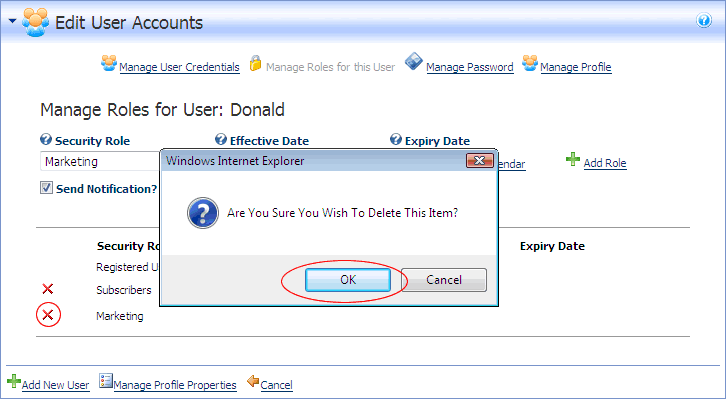 Edit User Accounts
Manage User Credentials Manage Roles for this User Manage Password Manage Profile
Manage Roles for User: Donald
Security Role Effective Date Expiry Date
Marketing endar Add Role
Send Notification?
Windows Internet Explorer
Are You Sure You Wish To Delete This Item?
OK Cancel
Security Ro Expiry Date
Registered U
Subscribers
Marketing
Add New User Manage Profile Properties Cancel